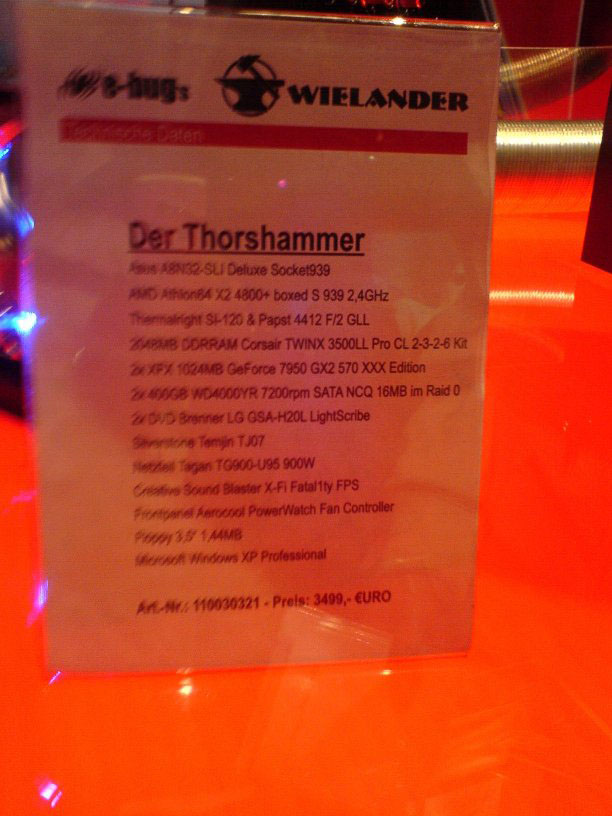 e-bug's WIELANDER
Technische Daten
Der Thorshammer
Asus A8N32-SLI Deluxe Socket939
AMD Athlon64 X2 4800+ boxed S 939 2,4GHz
Thermalright SI-120 & Papst 4412 F/2 GLL
2048MB DDRRAM Corsair TWINX 3500LL Pro CL 2-3-2-6 Kit
2x XFX 1024MB GeForce 7950 GX2 570 XXX Edition
2x 400GB WD4000YR 7200rpm SATA NCQ 16MB im Raid 0
2x DVD Brenner LG GSA-H20L LightScribe
Silverstone Temjin TJ07
Netzteil Tagan TG900-U95 900W
Creative Sound Blaster X-Fi Fatal1ty FPS
Frontpanel Aerocool PowerWatch Fan Controller
Floppy 3,5" 1,44MB
Microsoft Windows XP Professional
Art.-Nr.: 110030321 - Preis: 3499,- €URO